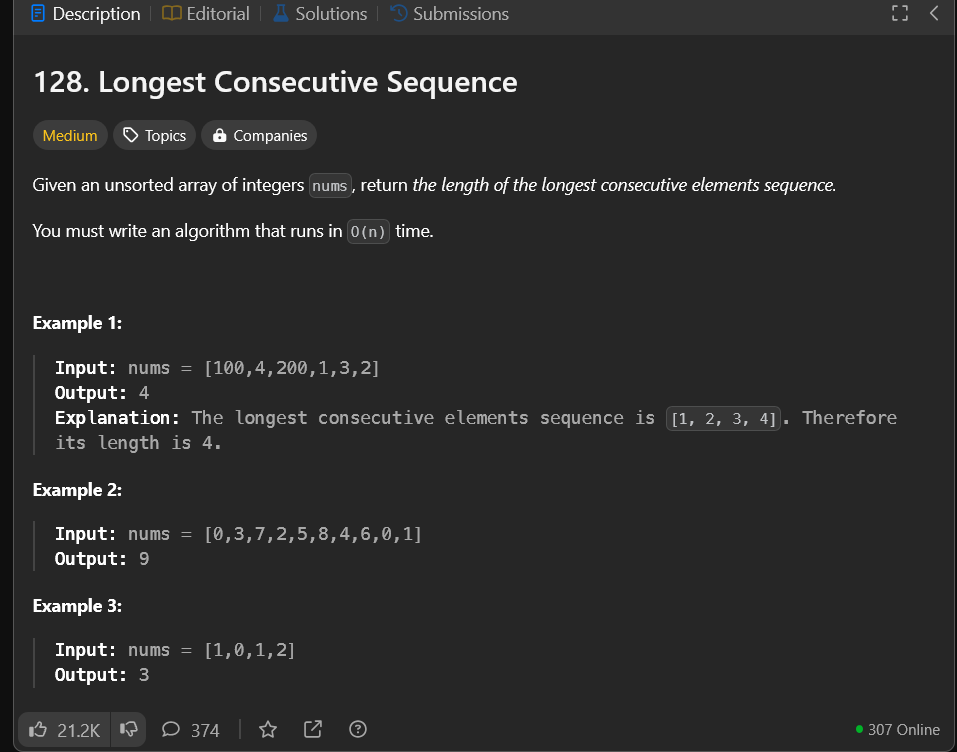 Description Editorial Solutions Submissions
128. Longest Consecutive Sequence
Medium Topics Companies
Given an unsorted array of integers nums, return the length of the longest consecutive elements sequence.
You must write an algorithm that runs in O(n) time.
Example 1:
Input: nums = [100,4,200,1,3,2]
Output: 4
Explanation: The longest consecutive elements sequence is [1, 2, 3, 4]. Therefore
its length is 4.
Example 2:
Input: nums = [0,3,7,2,5,8,4,6,0,1]
Output: 9
Example 3:
Input: nums = [1,0,1,2]
Output: 3
21.2K 374 307 Online